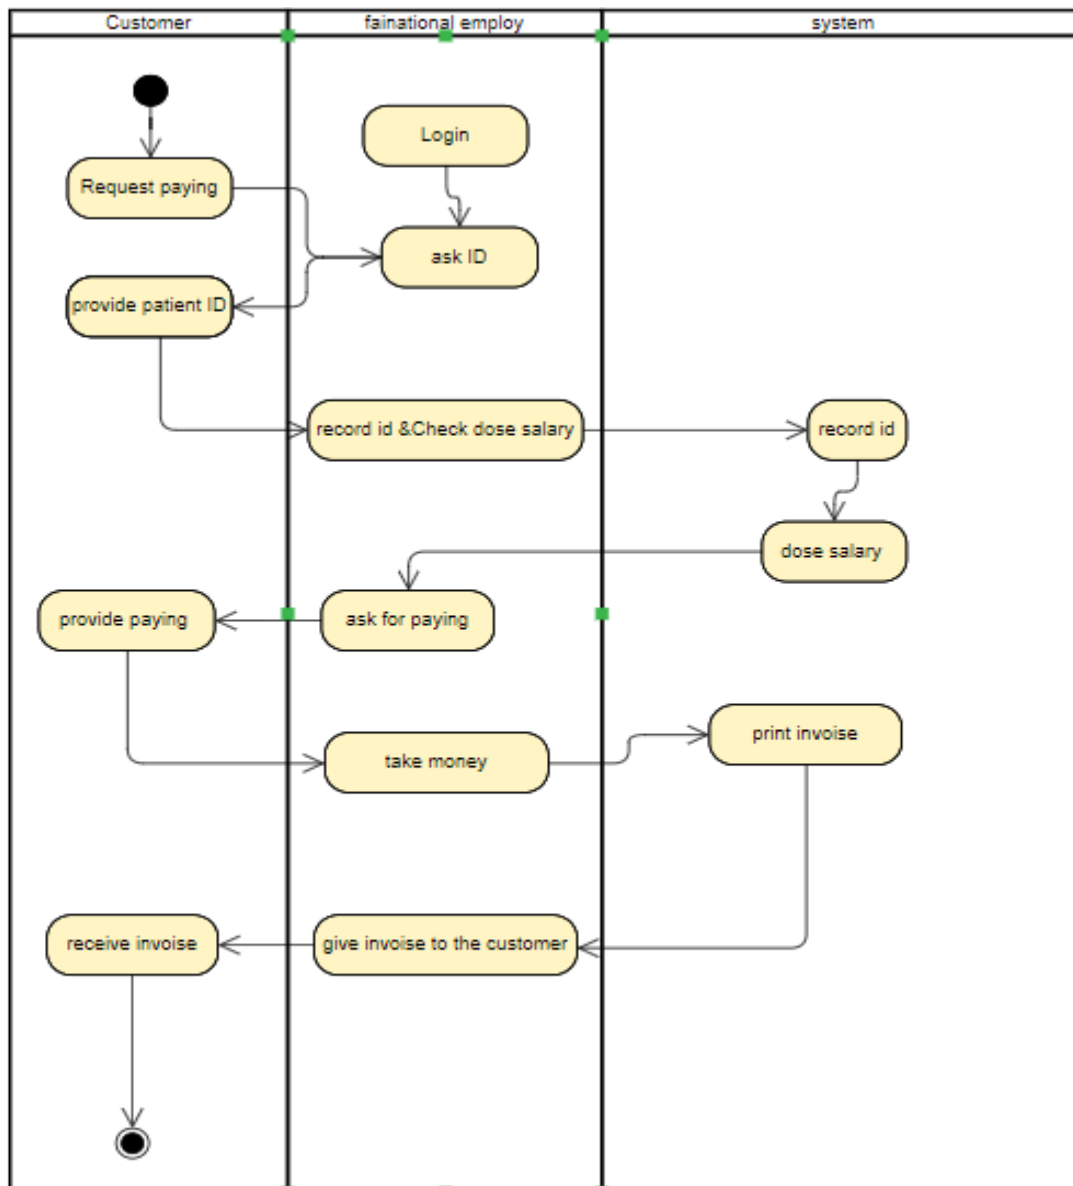 Customer
fainational employ
system
Login
Request paying
ask ID
provide patient ID
record id &Check dose salary
record id
dose salary
provide paying
ask for paying
print invoise
take money
receive invoise
give invoise to the customer